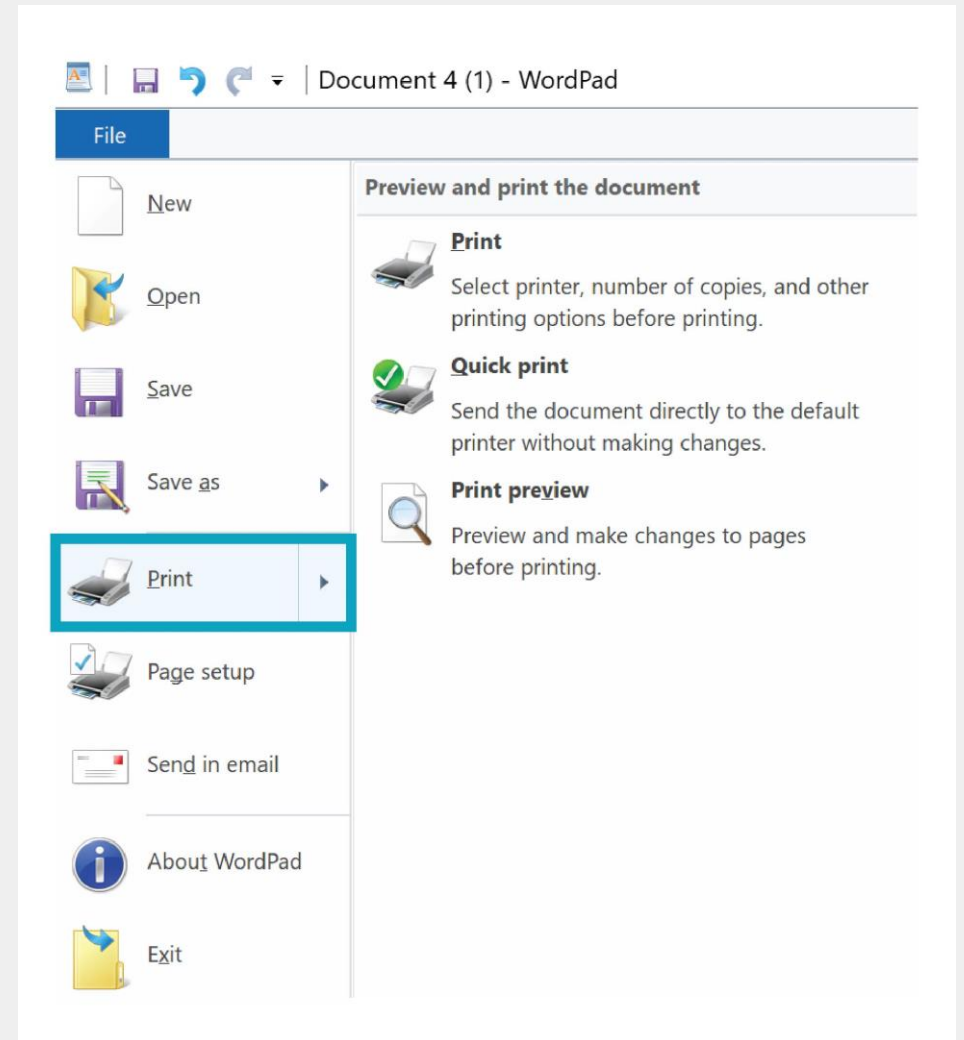 Document 4 (1) - WordPad
File
New
Open
Save
Save as
Print
Page setup
Send in email
About WordPad
Exit
Preview and print the document
Print
Select printer, number of copies, and other
printing options before printing.
Quick print
Send the document directly to the default
printer without making changes.
Print preview
Preview and make changes to pages
before printing.